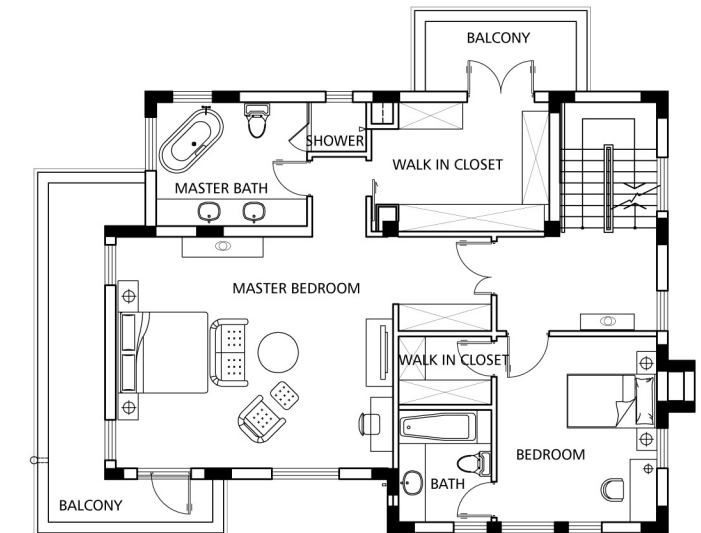 BALCONY
SHOWER
WALK IN CLOSET
MASTER BATH
MASTER BEDROOM
WALK IN CLOSET
BEDROOM
BATH
BALCONY